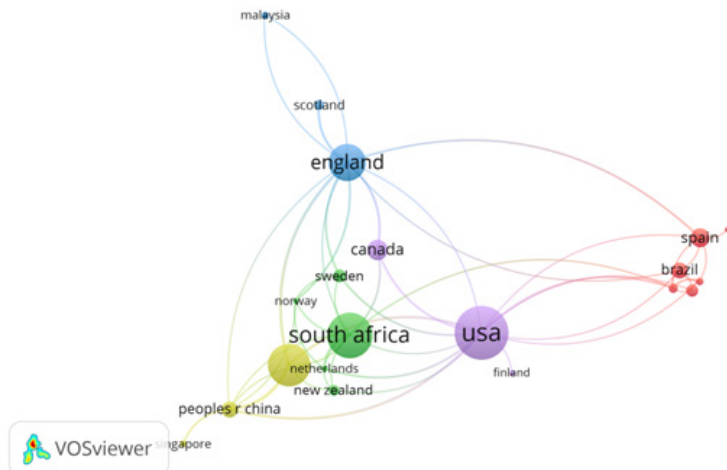 malaysia
scotland
england
canada
spain
brazil
sweden
norway
south africa
usa
netherlands
finland
new zealand
peoples r china
singapore
VOSviewer